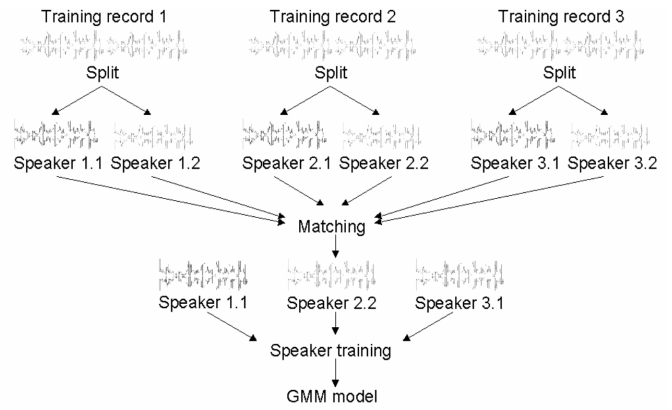 Training record 1 Training record 2 Training record 3
Split Split Split
Speaker 1.1 Speaker 1.2 Speaker 2.1 Speaker 2.2 Speaker 3.1 Speaker 3.2
Matching
Speaker 1.1 Speaker 2.2 Speaker 3.1
Speaker training
GMM model